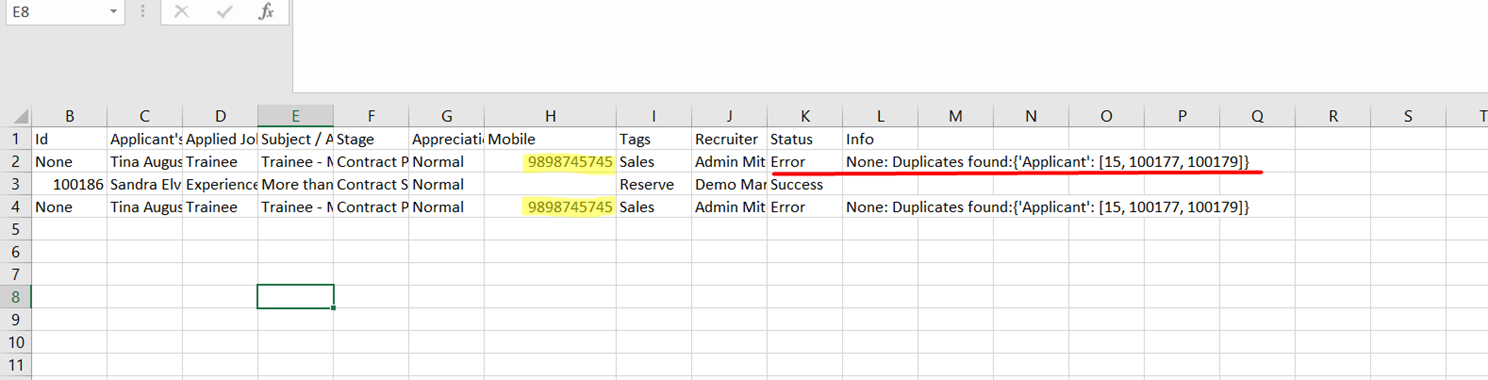 E8 fx
B C D E F G H I J K L M N O P Q R S T
1 Id Applicant's Applied Jo Subject / A Stage Appreciati Mobile Tags Recruiter Status Info
2 None Tina Augus Trainee Trainee - M Contract P Normal 9898745745 Sales Admin Mit Error None: Duplicates found:{'Applicant': [15, 100177, 100179]}
3 100186 Sandra Elv Experience More than Contract S Normal Reserve Demo Mar Success
4 None Tina Augus Trainee Trainee - M Contract P Normal 9898745745 Sales Admin Mit Error None: Duplicates found:{'Applicant': [15, 100177, 100179]}
5
6
7
8
9
10
11